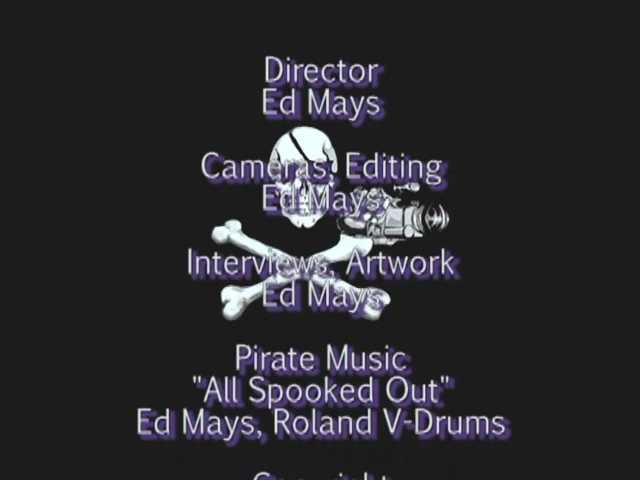 Director
Ed Mays
Cameras, Editing
Ed Mays
Interviews, Artwork
Ed Mays
Pirate Music
"All Spooked Out"
Ed Mays, Roland V-Drums